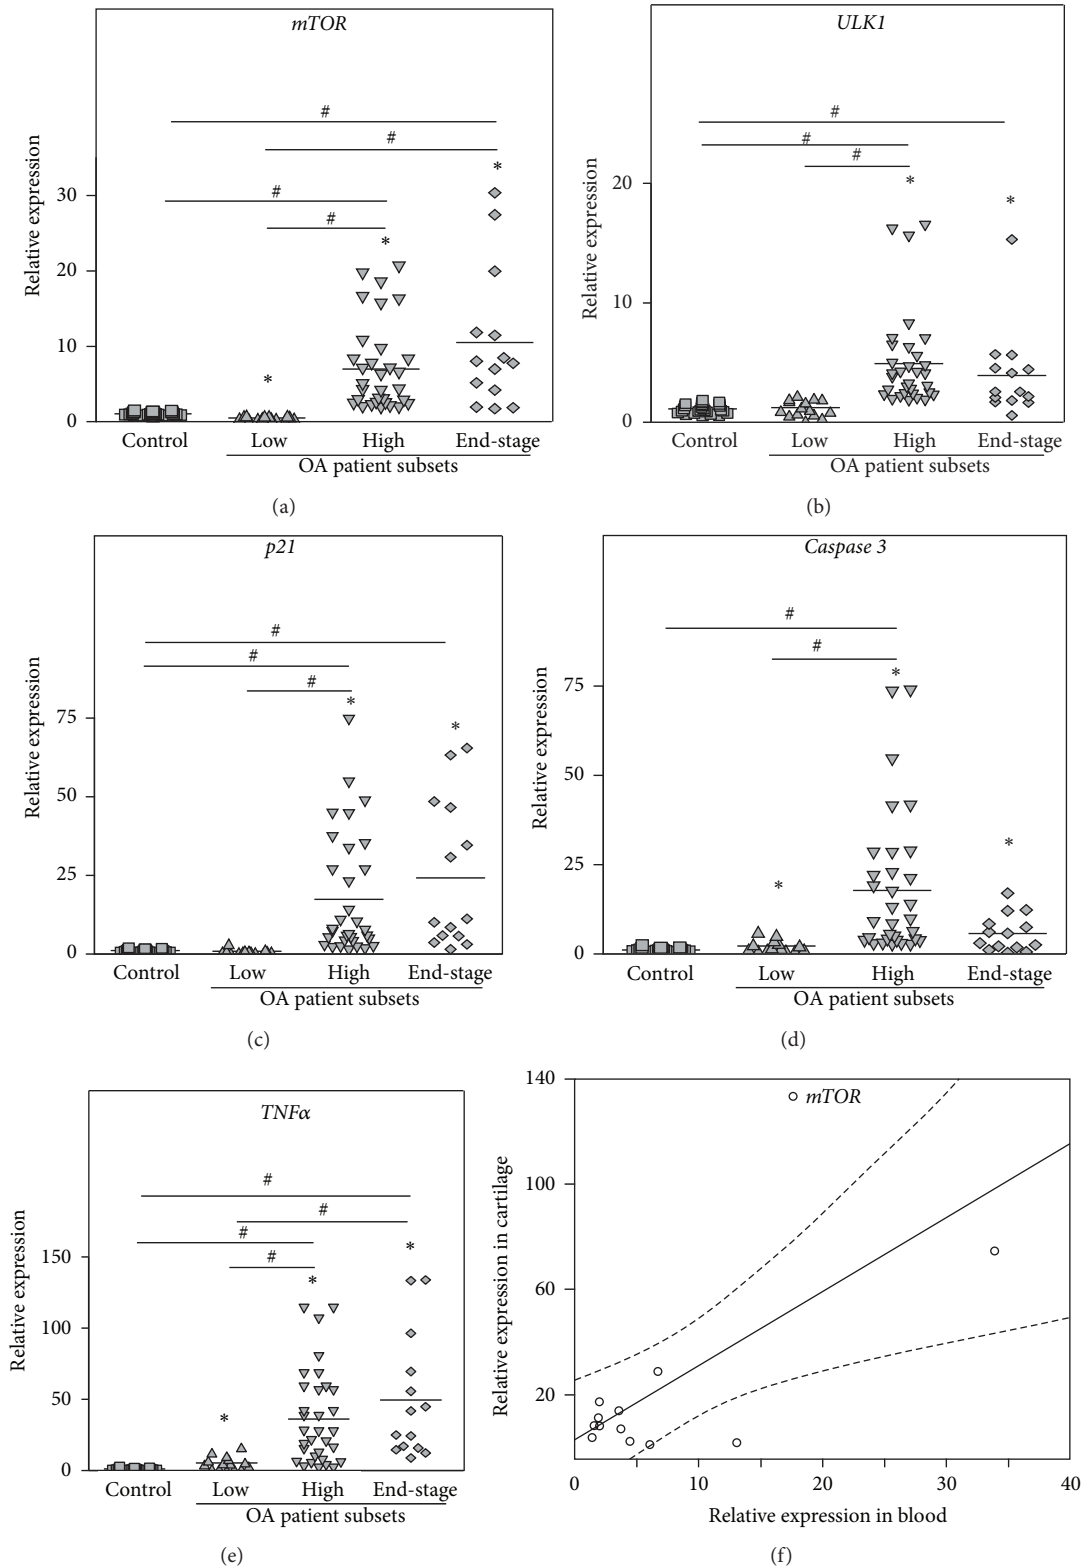 mTOR
#
#
*
#
#
*
*
Relative expression
30
20
10
0
Control Low High End-stage
OA patient subsets
(a)
ULK1
#
#
#
*
*
Relative expression
20
10
0
Control Low High End-stage
OA patient subsets
(b)
p21
#
#
#
*
*
Relative expression
75
50
25
0
Control Low High End-stage
OA patient subsets
(c)
Caspase 3
#
#
*
*
*
Relative expression
75
50
25
0
Control Low High End-stage
OA patient subsets
(d)
TNFα
#
#
#
#
*
*
*
Relative expression
150
100
50
0
Control Low High End-stage
OA patient subsets
(e)
mTOR
Relative expression in cartilage
140
100
60
20
0 10 20 30 40
Relative expression in blood
(f)